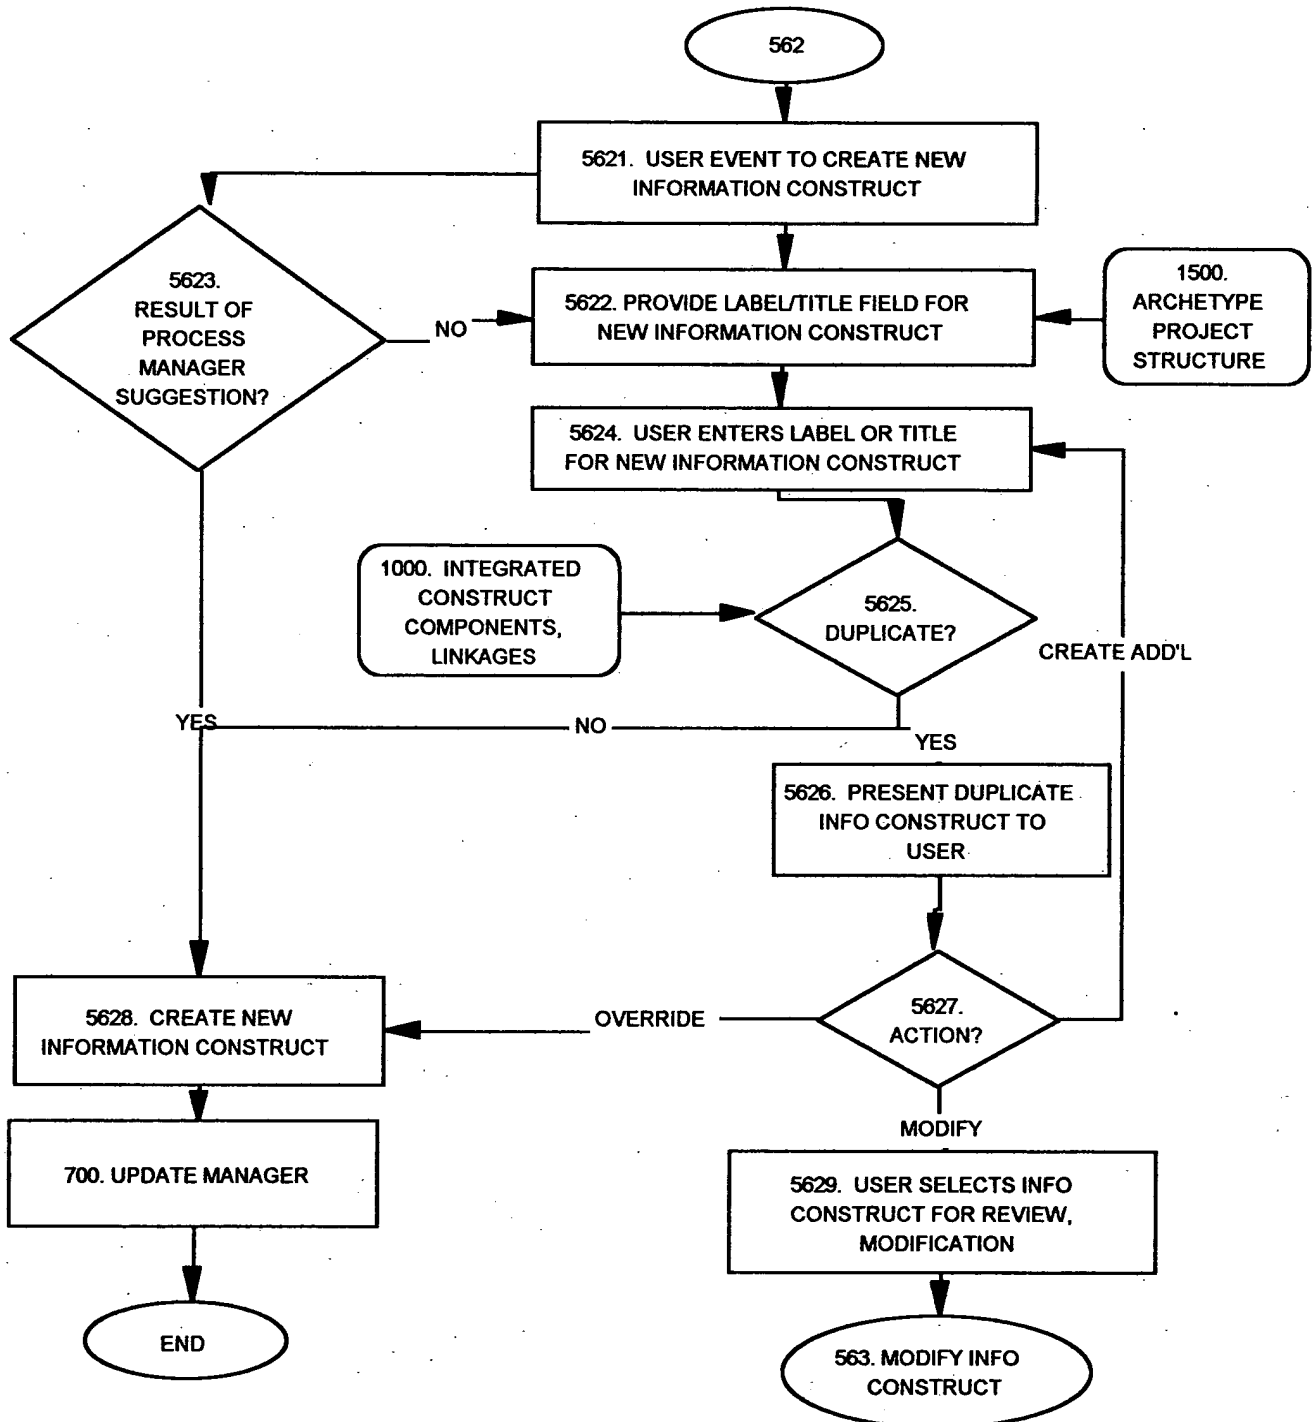 562
5621. USER EVENT TO CREATE NEW
INFORMATION CONSTRUCT
5623.
RESULT OF
PROCESS
MANAGER
SUGGESTION?
NO
5622. PROVIDE LABEL/TITLE FIELD FOR
NEW INFORMATION CONSTRUCT
1500.
ARCHETYPE
PROJECT
STRUCTURE
5624. USER ENTERS LABEL OR TITLE
FOR NEW INFORMATION CONSTRUCT
1000. INTEGRATED
CONSTRUCT
COMPONENTS,
LINKAGES
5625.
DUPLICATE?
CREATE ADD'L
YES
NO
YES
5626. PRESENT DUPLICATE
INFO CONSTRUCT TO
USER
5627.
ACTION?
OVERRIDE
5628. CREATE NEW
INFORMATION CONSTRUCT
MODIFY
700. UPDATE MANAGER
5629. USER SELECTS INFO
CONSTRUCT FOR REVIEW,
MODIFICATION
END
563. MODIFY INFO
CONSTRUCT